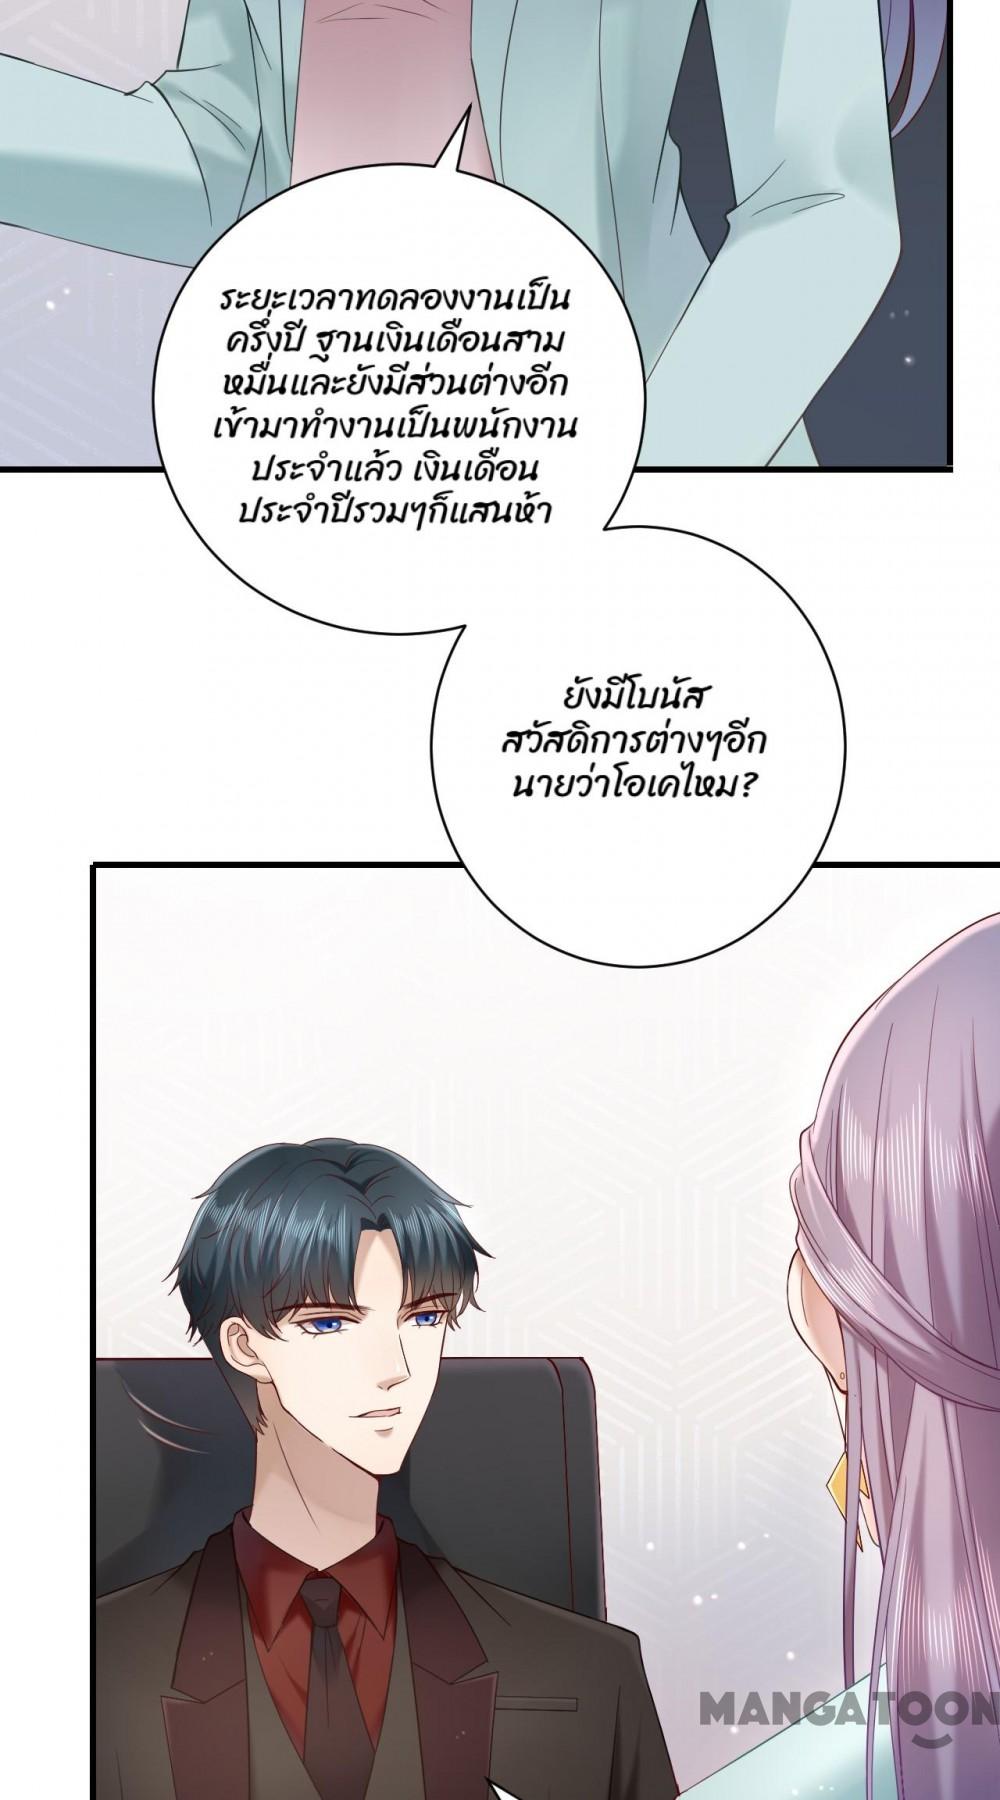 ระยะเวลาทดลองงานเป็น
ครึ่งปี ฐานเงินเดือนสาม
หมื่นและยังมีส่วนต่างอีก
เข้ามาทำงานเป็นพนักงาน
ประจำแล้ว เงินเดือน
ประจำปีรวมๆก็แสนห้า
ยังมีโบนัส
สวัสดิการต่างๆอีก
นายว่าโอเคไหม?
MANGATOON